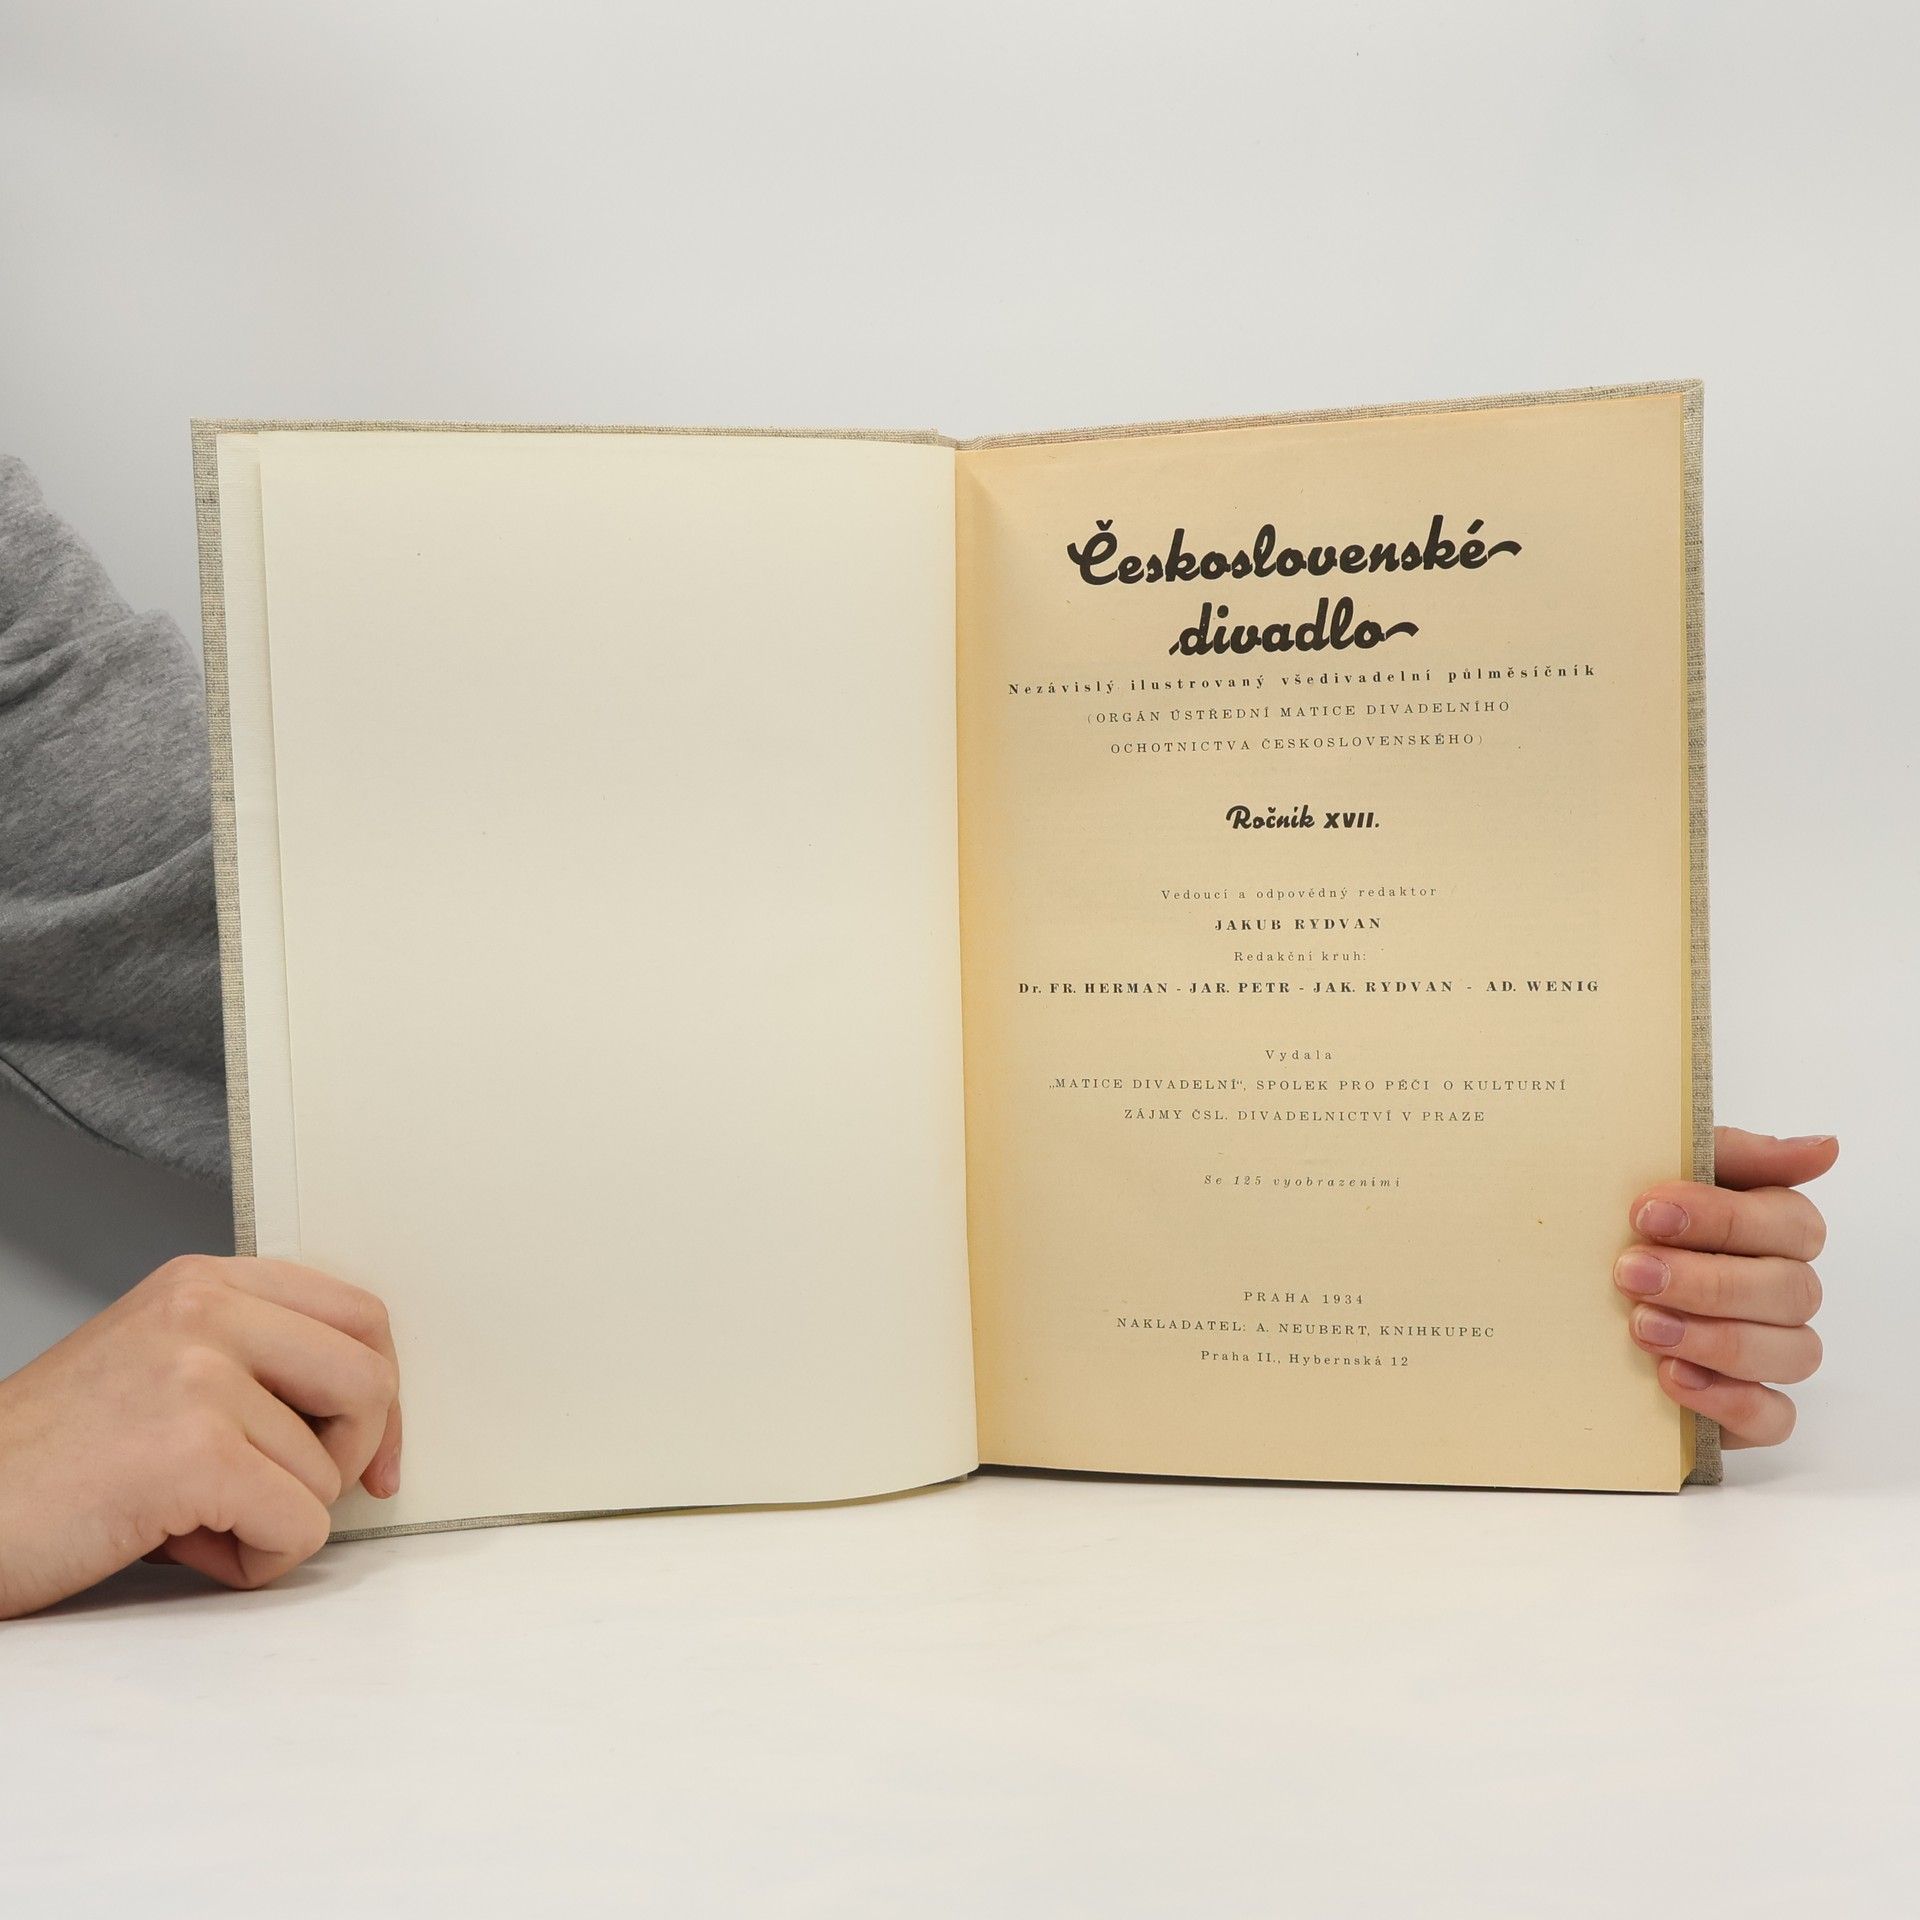 Československé
divadlo
Nezávislý ilustrovaný všedivadelní půlměsíčník
(ORGÁN ÚSTŘEDNÍ MATICE DIVADELNÍHO
OCHOTNICTVA ČESKOSLOVENSKÉHO)
Ročník XVII.
Vedoucí a odpovědný redaktor
JAKUB RYDVAN
Redakční kruh:
Dr. FR. HERMAN - JAR. PETR - JAK. RYDVAN - AD. WENIG
Vydala
„MATICE DIVADELNÍ“, SPOLEK PRO PÉČI O KULTURNÍ
ZÁJMY ČSL. DIVADELNICTVÍ V PRAZE
Se 125 vyobrazeními
PRAHA 1934
NAKLADATEL: A. NEUBERT, KNIHKUPEC
Praha II., Hybernská 12